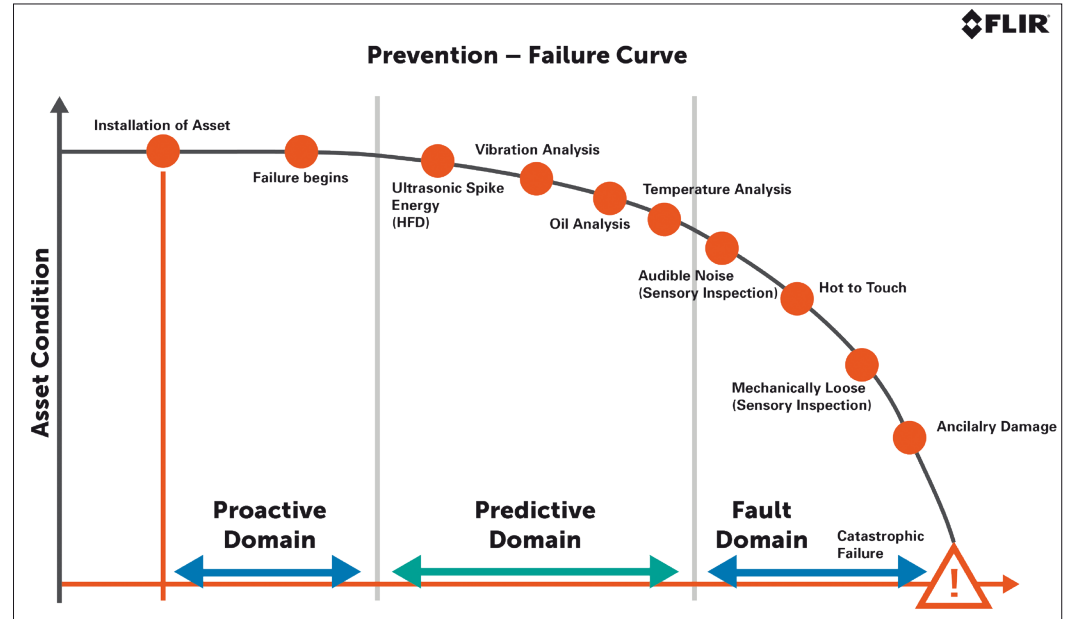 FLIR
Prevention – Failure Curve
Installation of Asset
Failure begins
Vibration Analysis
Ultrasonic Spike
Energy
(HFD)
Oil Analysis
Temperature Analysis
Audible Noise
(Sensory Inspection)
Hot to Touch
Mechanically Loose
(Sensory Inspection)
Ancilalry Damage
Asset Condition
Proactive
Domain
Predictive
Domain
Fault
Domain
Catastrophic
Failure
!